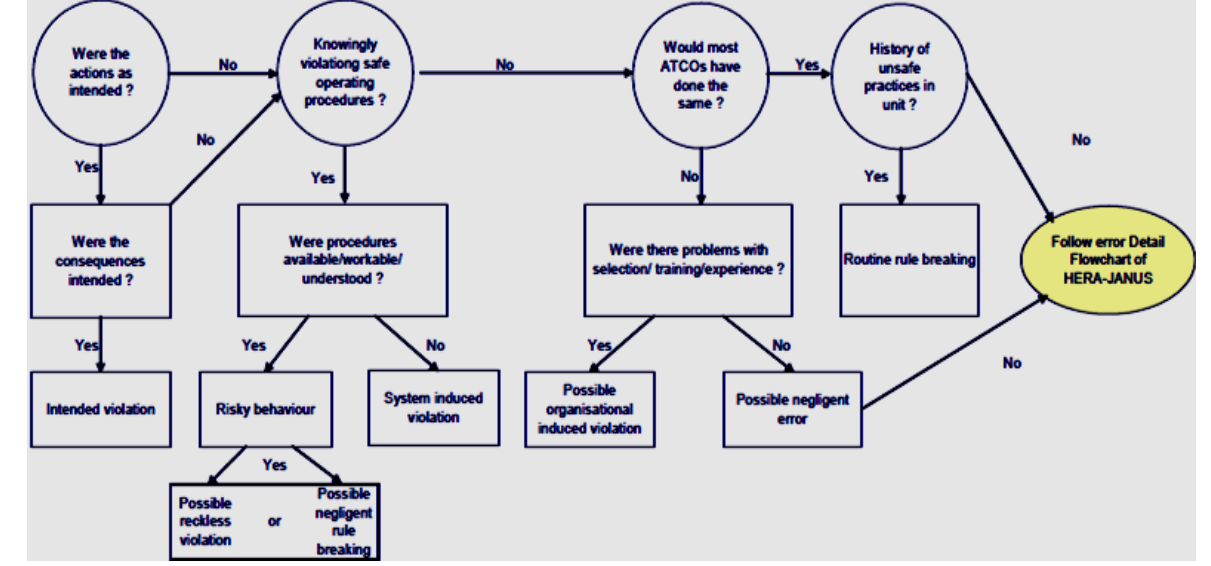 Were the
actions as
intended ?
No
Knowingly
violationg safe
operating
procedures ?
No
Would most
ATCOs have
done the
same ?
Yes
History of
unsafe
practices in
unit ?
No
No
Yes
Yes
No
Yes
Were the
consequences
intended ?
Were procedures
available/workable/
understood ?
Were there problems with
selection/ training/experience ?
Routine rule breaking
Follow error Detail
Flowchart of
HERA-JANUS
Yes
Yes
No
Yes
No
No
Intended violation
Risky behaviour
System induced
violation
Possible
organisational
induced violation
Possible negligent
error
Yes
Possible
reckless
violation
or
Possible
negligent
rule
breaking